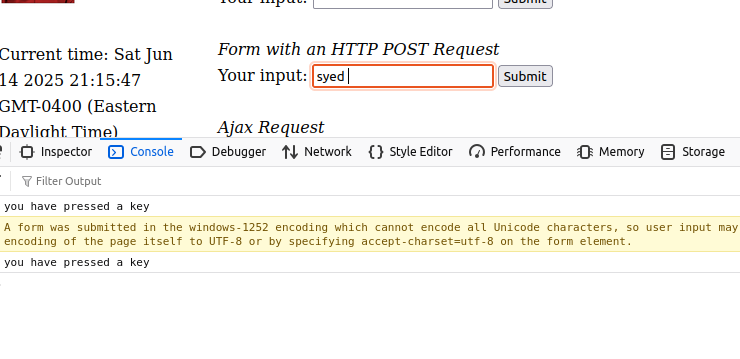 Your input: Submit
Current time: Sat Jun
14 2025 21:15:47
GMT-0400 (Eastern
Daylight Time)
Form with an HTTP POST Request
Your input: syed Submit
Ajax Request
Inspector Console Debugger Network Style Editor Performance Memory Storage
Filter Output
you have pressed a key
A form was submitted in the windows-1252 encoding which cannot encode all Unicode characters, so user input may
encoding of the page itself to UTF-8 or by specifying accept-charset=utf-8 on the form element.
you have pressed a key